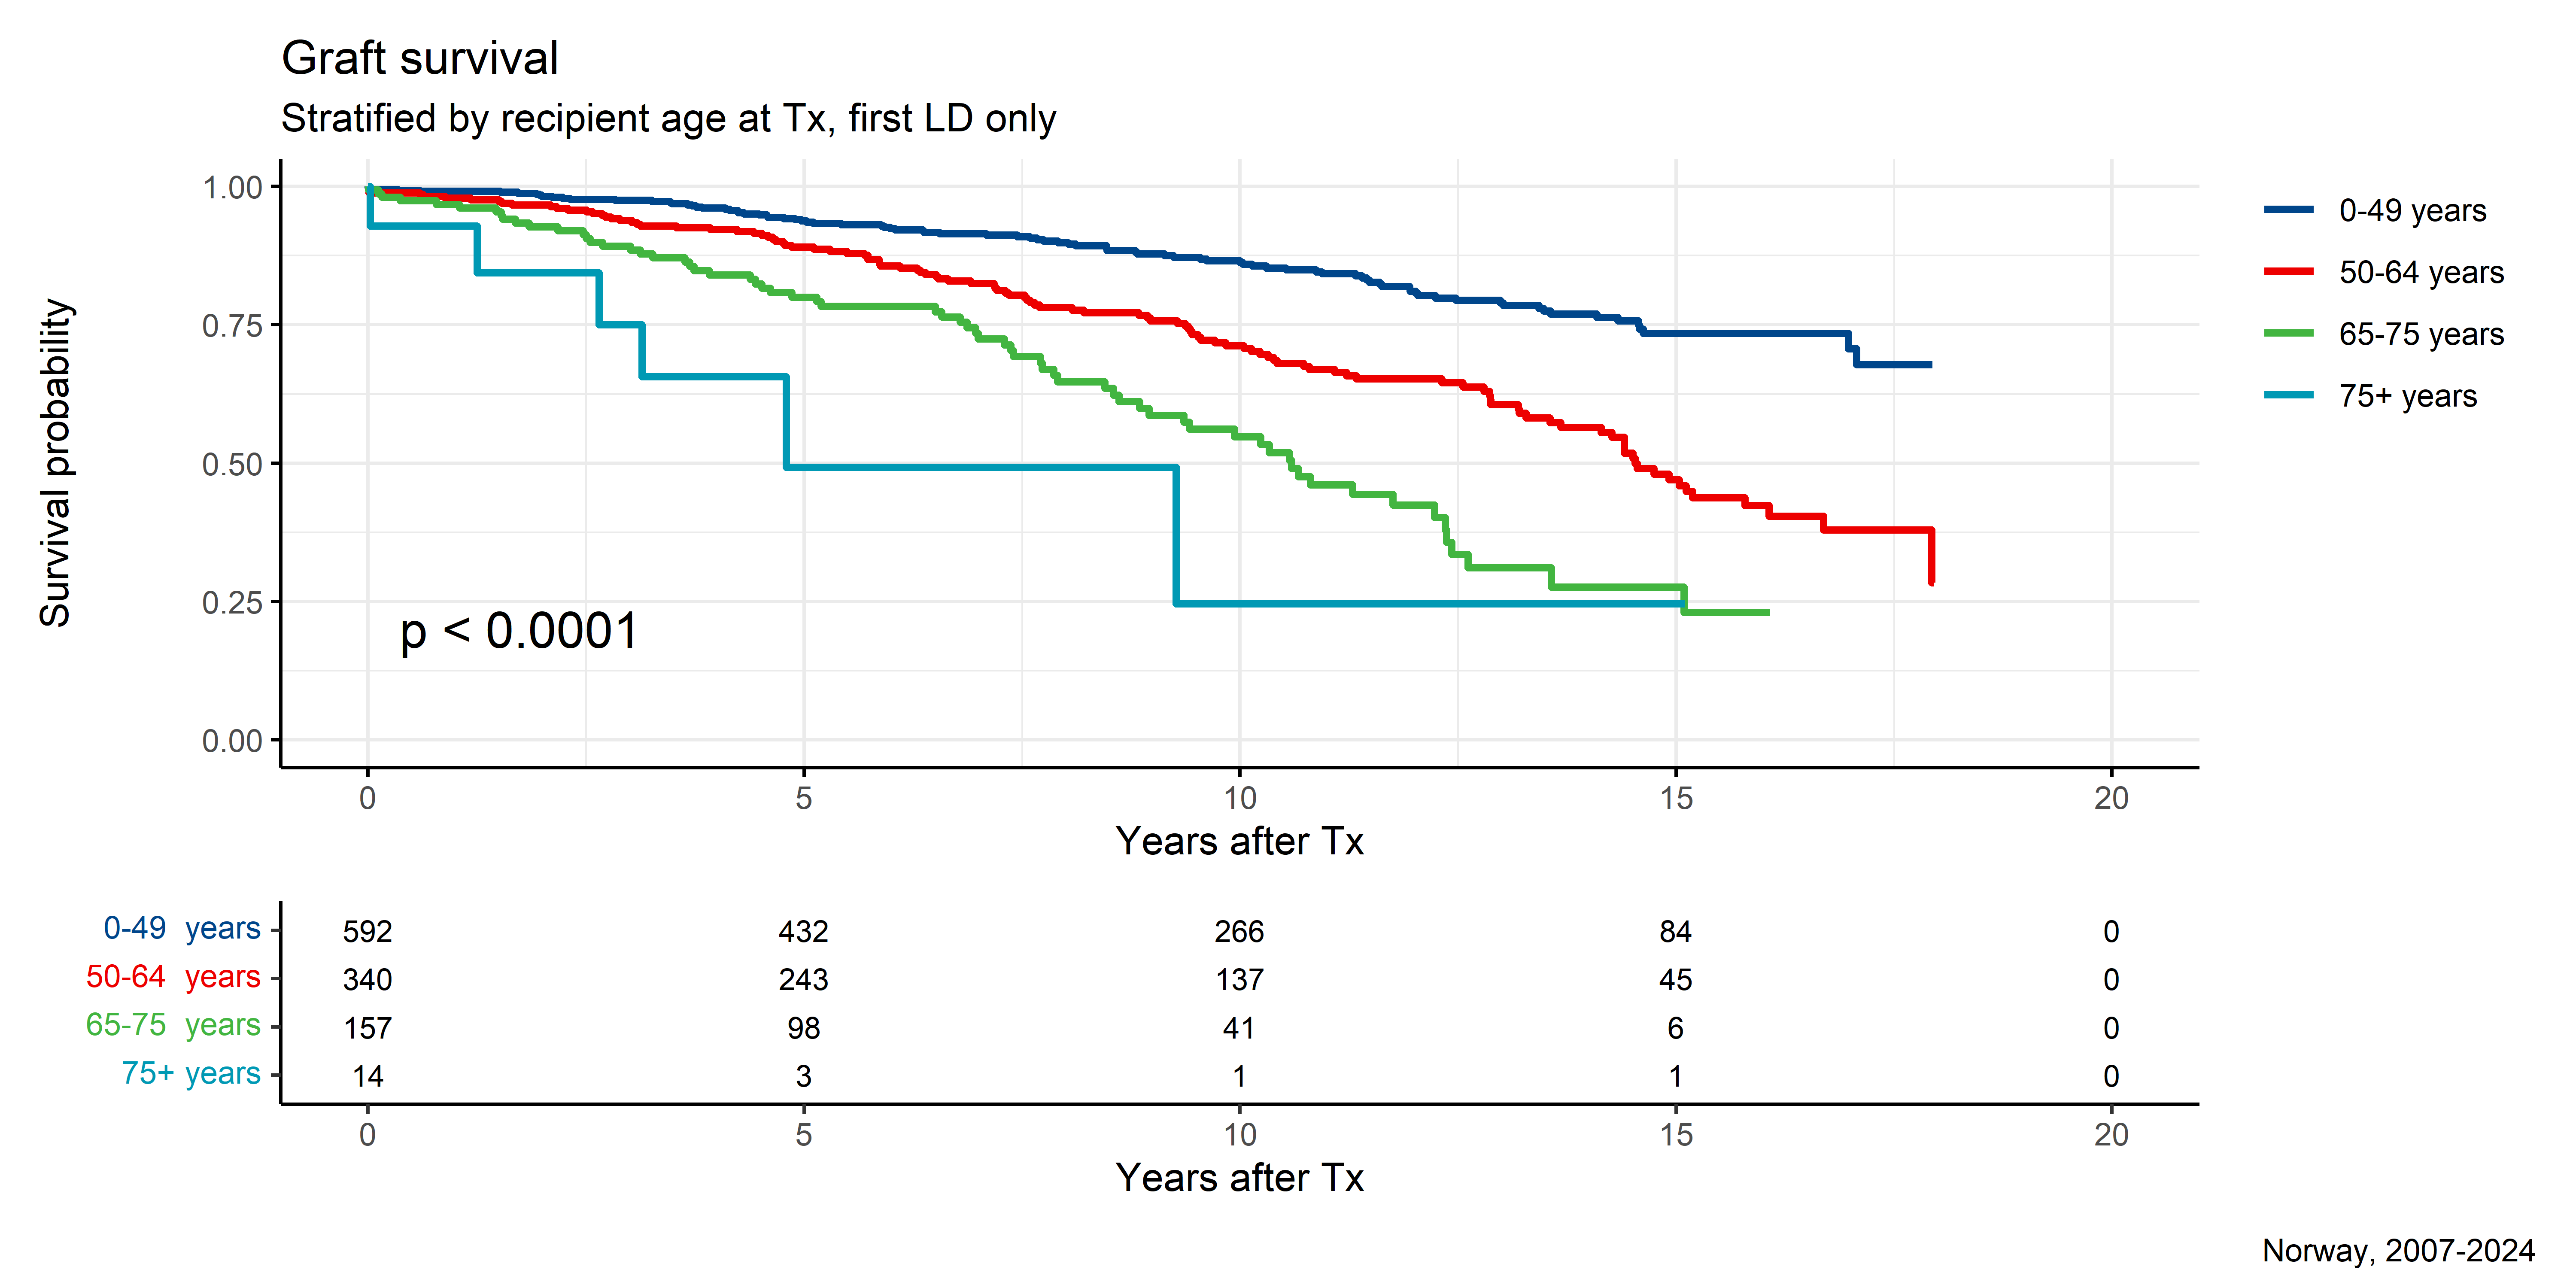 Graft survival
Stratified by recipient age at Tx, first LD only
Survival probability
1.00
0.75
0.50
0.25
0.00
p < 0.0001
0 5 10 15 20
Years after Tx
0-49 years
50-64 years
65-75 years
75+ years
0-49 years 592 432 266 84 0
50-64 years 340 243 137 45 0
65-75 years 157 98 41 6 0
75+ years 14 3 1 1 0
0 5 10 15 20
Years after Tx
Norway, 2007-2024